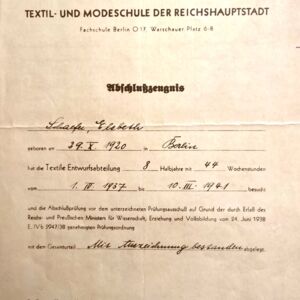 TEXTIL- UND MODESCHULE DER REICHSHAUPTSTADT
Fachschule Berlin O 17, Warschauer Platz 6-8
Abschlußzeugnis
Schaefer, Elsbeth
geboren am 29. X. 1920 in Berlin
hat die Textile Entwurfsabteilung 8 Halbjahre mit 44 Wochenstunden
vom 1. IV. 1937 bis 10. III. 1941 besucht
und die Abschlußprüfung vor dem unterzeichneten Prüfungsausschuß auf Grund der durch Erlaß des
Reichs- und Preußischen Ministers für Wissenschaft, Erziehung und Volksbildung vom 24. Juni 1938
E IV b 3947/38 genehmigten Prüfungsordnung
mit dem Gesamturteil Mit Auszeichnung bestanden abgelegt.